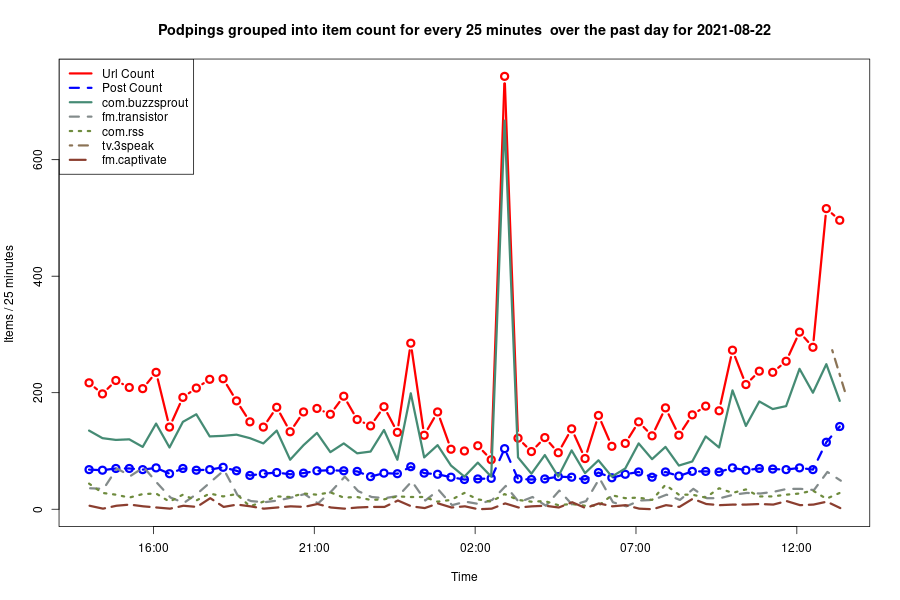 Podpings grouped into item count for every 25 minutes  over the past day for 2021-08-22
Url Count
Post Count
com.buzzsprout
fm.transistor
com.rss
tv.3speak
fm.captivate
Items / 25 minutes
600
400
200
0
16:00
21:00
02:00
07:00
12:00
Time